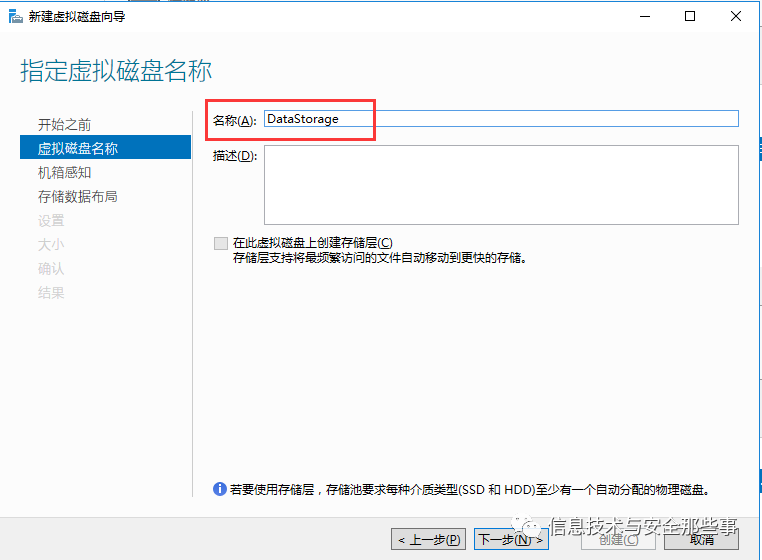 新建虚拟磁盘向导
指定虚拟磁盘名称
开始之前
虚拟磁盘名称
机箱感知
存储数据布局
设置
大小
确认
结果
名称(A):
DataStorage
描述(D):
在此虚拟磁盘上创建存储层(C)
存储层支持将最频繁访问的文件自动移动到更快的存储。
若要使用存储层，存储池要求每种介质类型(SSD 和 HDD)至少有一个自动分配的物理磁盘。
< 上一步(P)
下一步(N) >
创建(C)
取消
信息技术与安全那些事